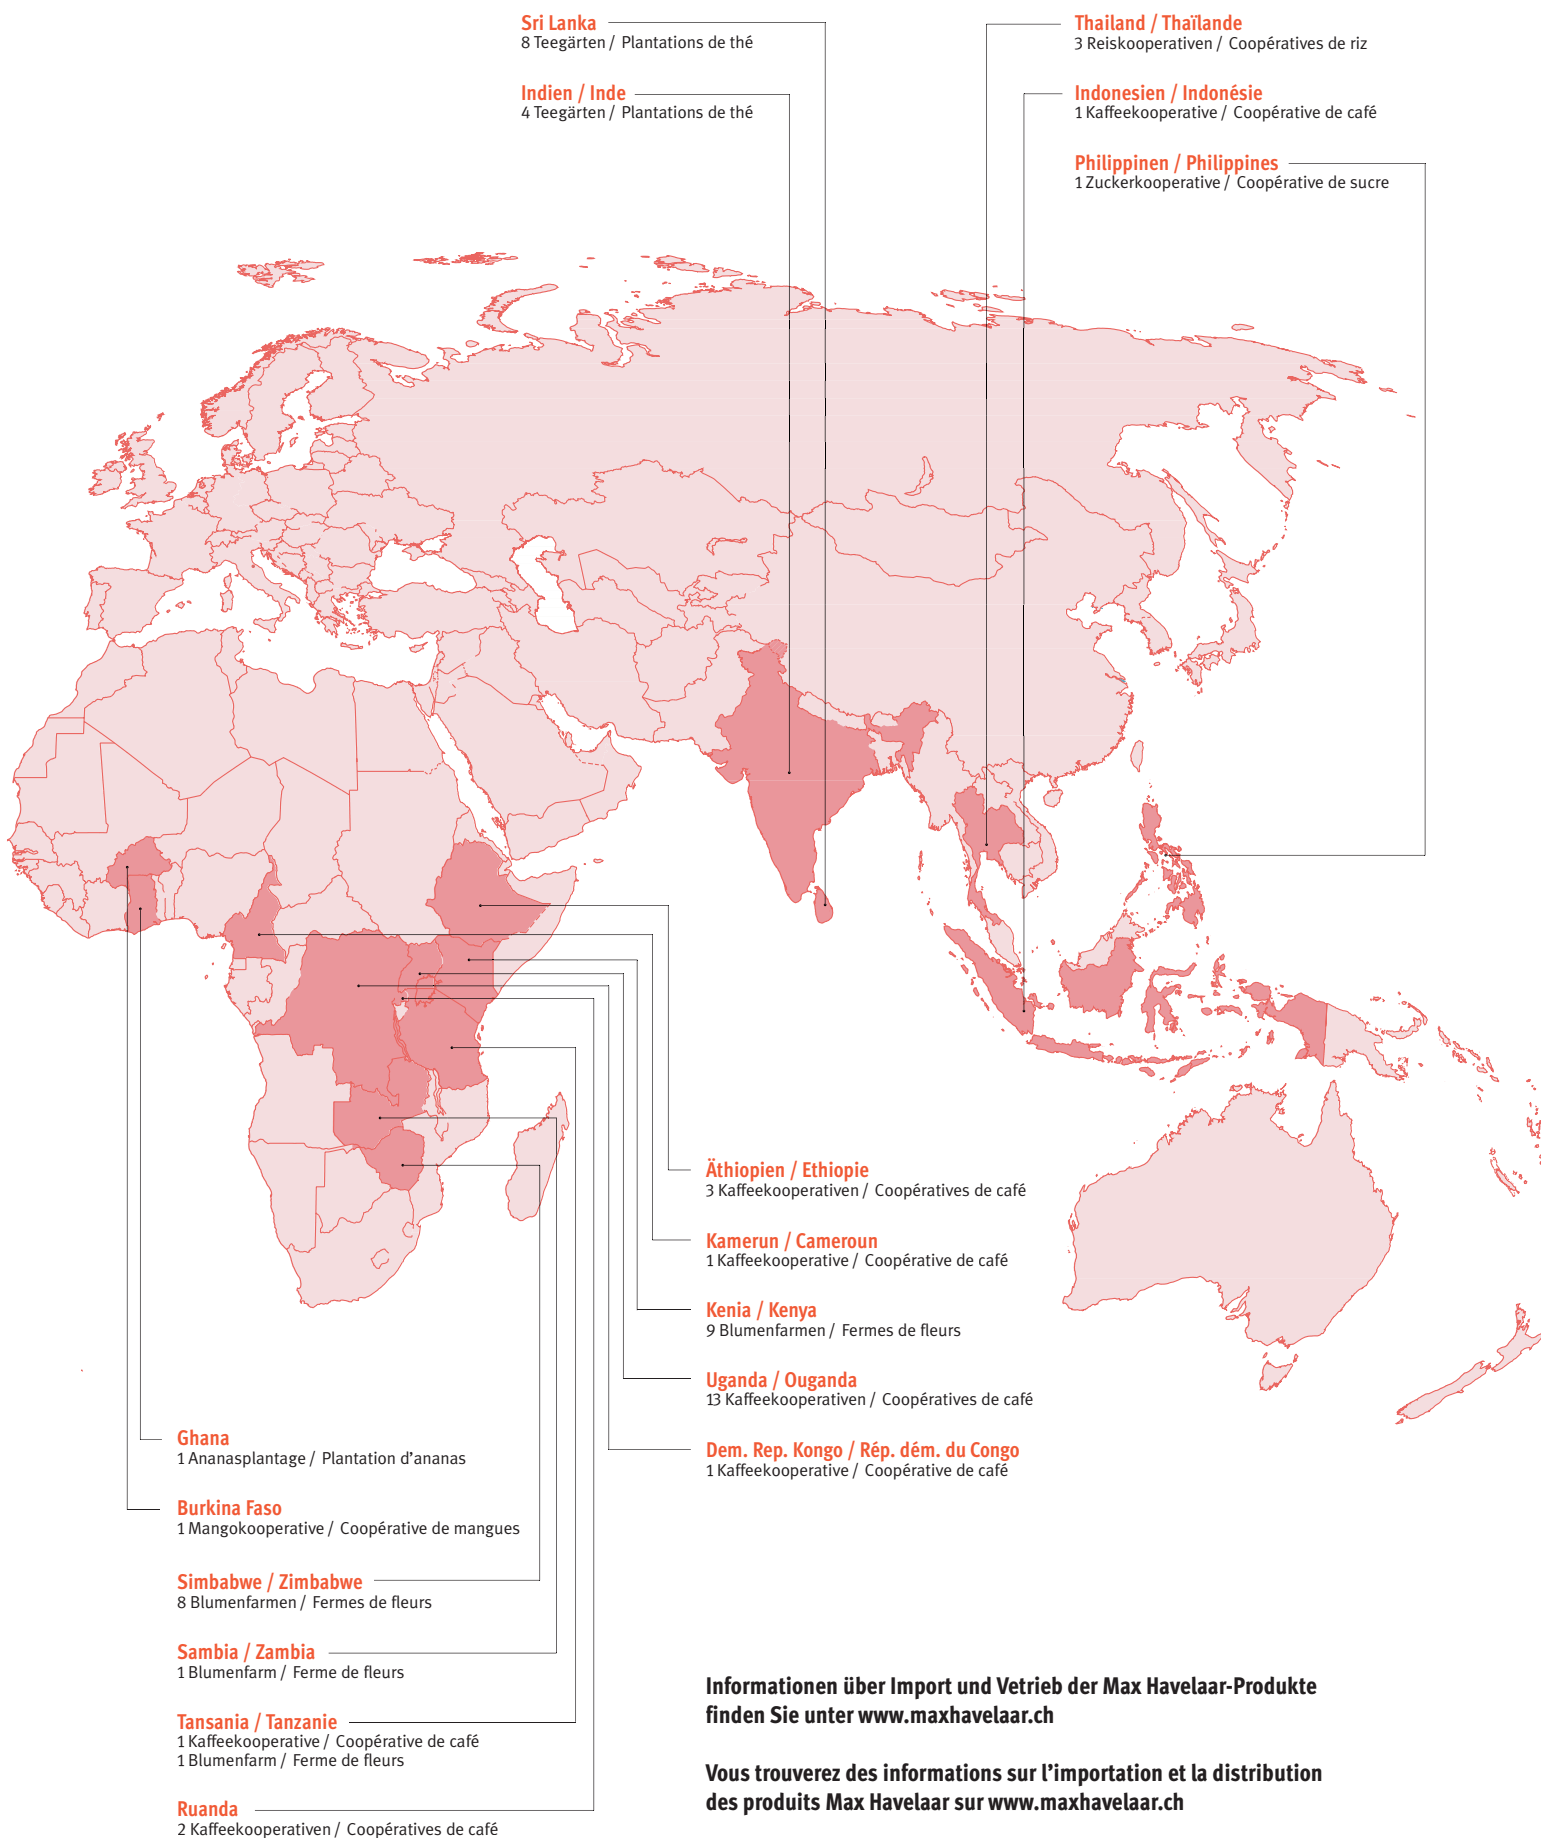 Sri Lanka
8 Teegärten / Plantations de thé
Indien / Inde
4 Teegärten / Plantations de thé
Thailand / Thaïlande
3 Reiskooperativen / Coopératives de riz
Indonesien / Indonésie
1 Kaffeekooperative / Coopérative de café
Philippinen / Philippines
1 Zuckerkooperative / Coopérative de sucre
Äthiopien / Ethiopie
3 Kaffeekooperativen / Coopératives de café
Kamerun / Cameroun
1 Kaffeekooperative / Coopérative de café
Kenia / Kenya
9 Blumenfarmen / Fermes de fleurs
Uganda / Ouganda
13 Kaffeekooperativen / Coopératives de café
Dem. Rep. Kongo / Rép. dém. du Congo
1 Kaffeekooperative / Coopérative de café
Ghana
1 Ananasplantage / Plantation d’ananas
Burkina Faso
1 Mangokooperative / Coopérative de mangues
Simbabwe / Zimbabwe
8 Blumenfarmen / Fermes de fleurs
Sambia / Zambia
1 Blumenfarm / Ferme de fleurs
Tansania / Tanzanie
1 Kaffeekooperative / Coopérative de café
1 Blumenfarm / Ferme de fleurs
Ruanda
2 Kaffeekooperativen / Coopératives de café
Informationen über Import und Vetrieb der Max Havelaar-Produkte
finden Sie unter www.maxhavelaar.ch
Vous trouverez des informations sur l’importation et la distribution
des produits Max Havelaar sur www.maxhavelaar.ch